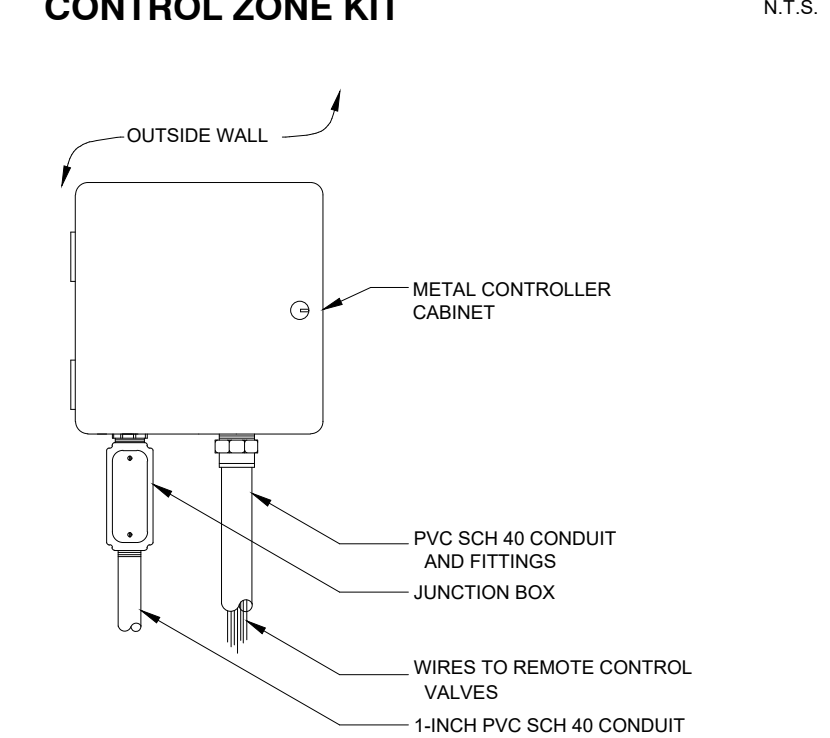 CONTROL ZONE KIT
N.T.S.
OUTSIDE WALL
METAL CONTROLLER
CABINET
PVC SCH 40 CONDUIT
AND FITTINGS
JUNCTION BOX
WIRES TO REMOTE CONTROL
VALVES
1-INCH PVC SCH 40 CONDUIT